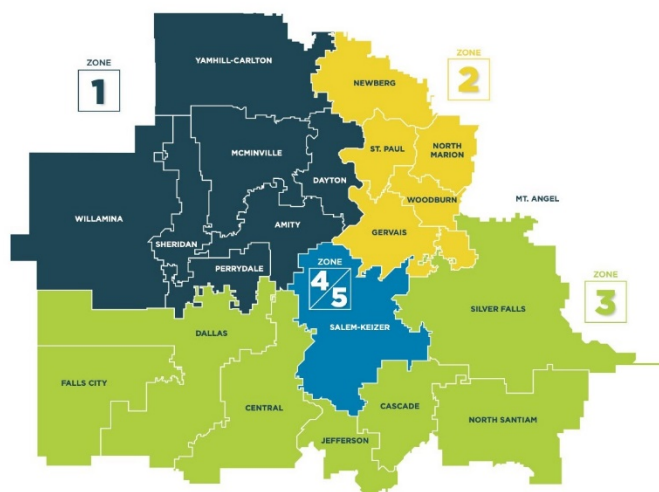 YAMHILL-CARLTON
ZONE
1
NEWBERG
ZONE
2
ST. PAUL
NORTH
MARION
MCMINVILLE
DAYTON
WILLAMINA
WOODBURN
MT. ANGEL
AMITY
GERVAIS
SHERIDAN
PERRYDALE
ZONE
4/5
ZONE
3
SILVER FALLS
SALEM-KEIZER
DALLAS
FALLS CITY
CENTRAL
CASCADE
NORTH SANTIAM
JEFFERSON